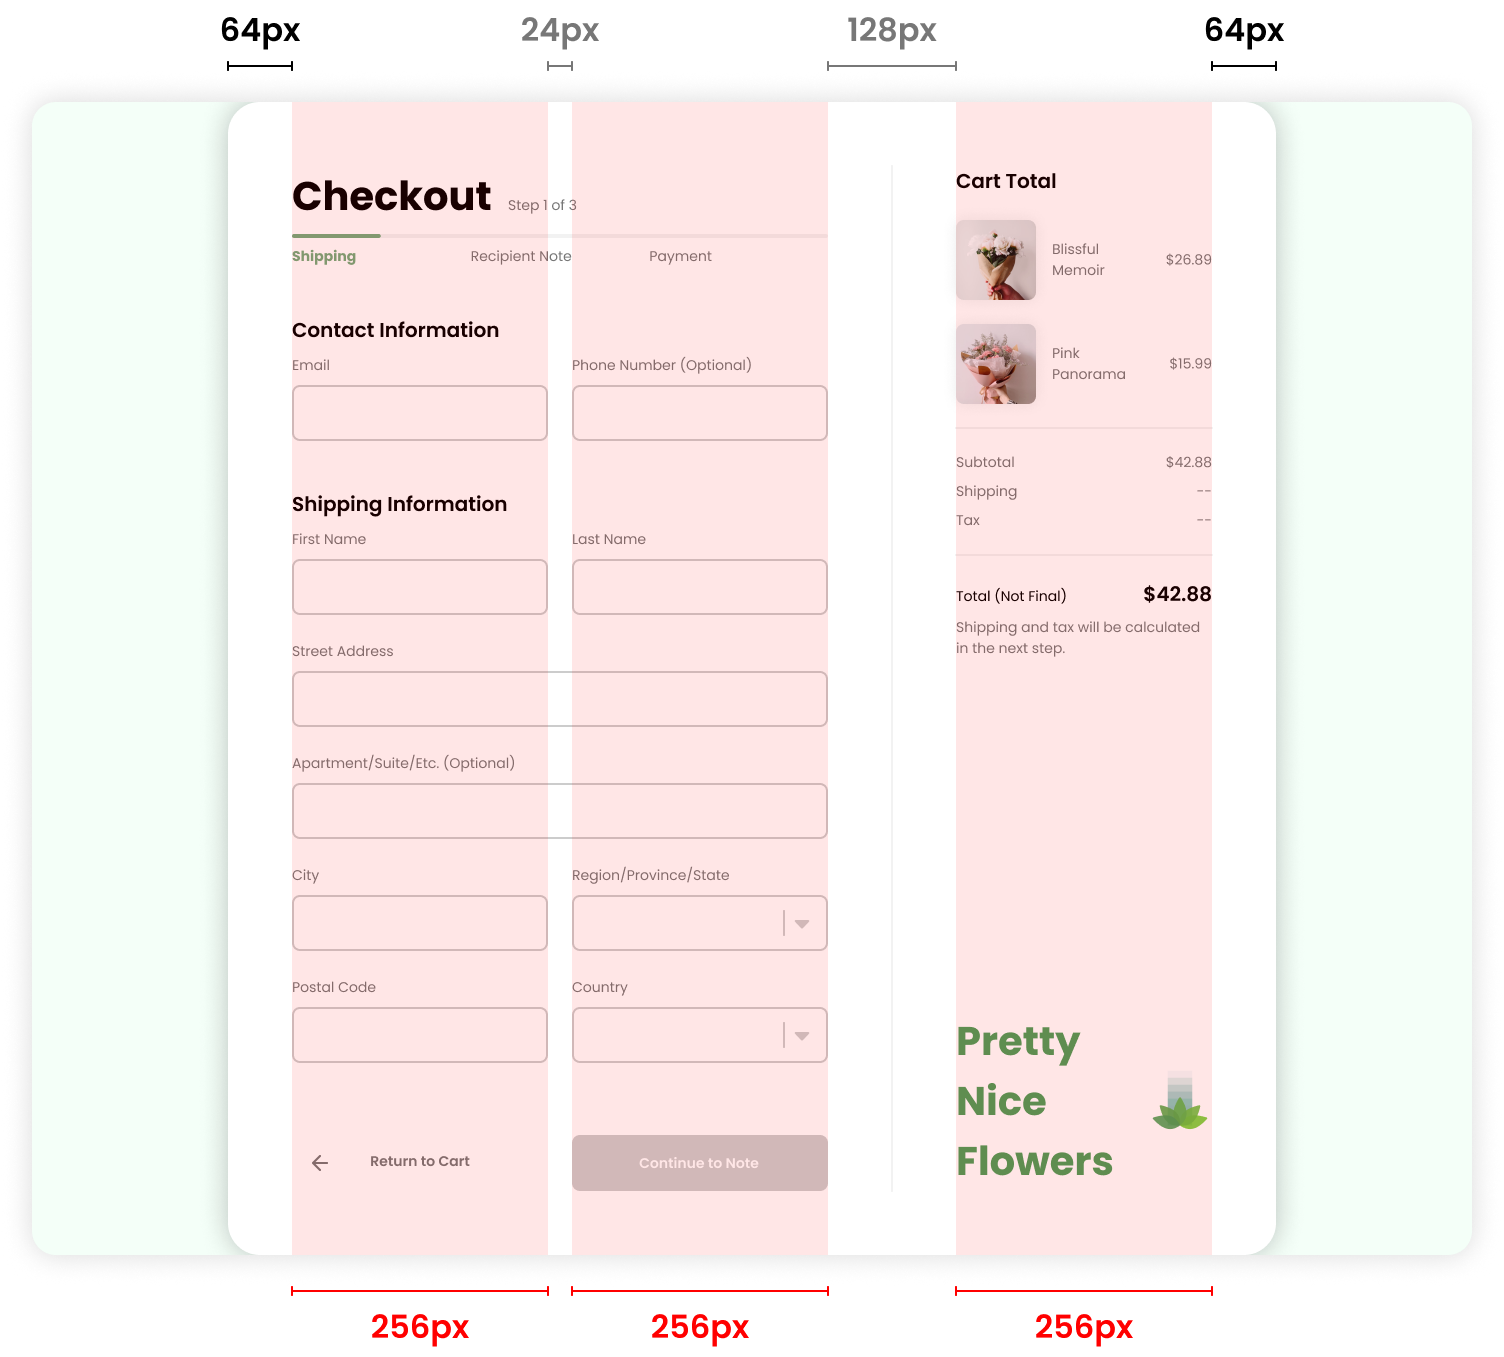 64px
24px
128px
64px
Checkout Step 1 of 3
Shipping
Recipient Note
Payment
Contact Information
Email
Phone Number (Optional)
Shipping Information
First Name
Last Name
Street Address
Apartment/Suite/Etc. (Optional)
City
Region/Province/State
Postal Code
Country
Return to Cart
Continue to Note
Cart Total
Blissful
Memoir
$26.89
Pink
Panorama
$15.99
Subtotal $42.88
Shipping --
Tax --
Total (Not Final) $42.88
Shipping and tax will be calculated
in the next step.
Pretty
Nice
Flowers
256px
256px
256px